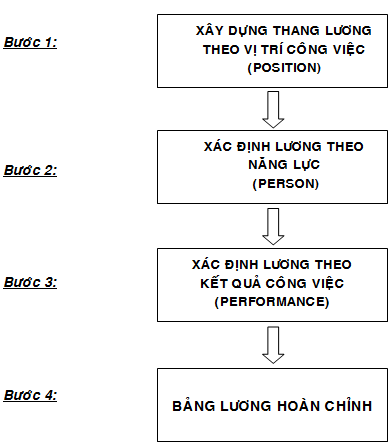 Bước 1:
XÂY DỰNG THANG LƯƠNG
THEO VỊ TRÍ CÔNG VIỆC
(POSITION)
Bước 2:
XÁC ĐỊNH LƯƠNG THEO
NĂNG LỰC
(PERSON)
Bước 3:
XÁC ĐỊNH LƯƠNG THEO
KẾT QUẢ CÔNG VIỆC
(PERFORMANCE)
Bước 4:
BẢNG LƯƠNG HOÀN CHỈNH